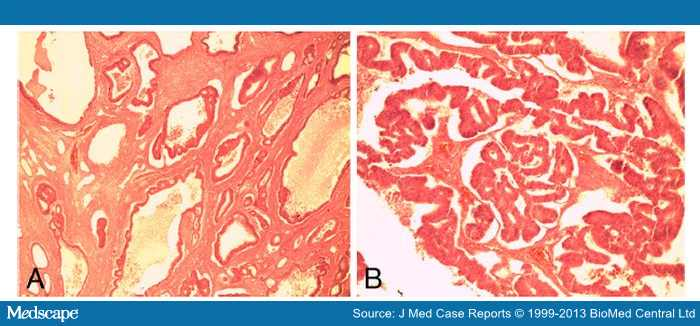 A
B
Medscape
Source: J Med Case Reports © 1999-2013 BioMed Central Ltd